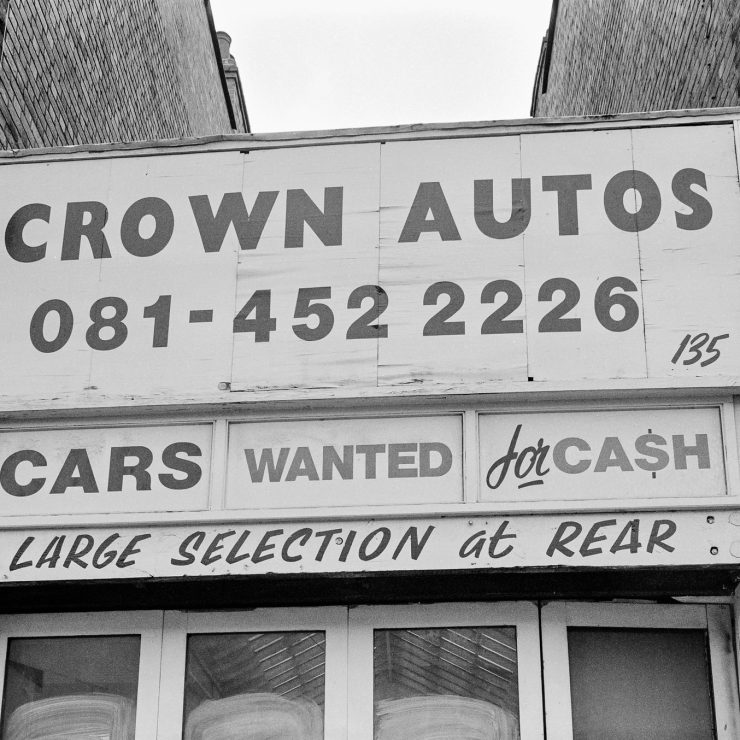 CROWN AUTOS
081-452 2226
135
CARS WANTED for CA$H
LARGE SELECTION at REAR